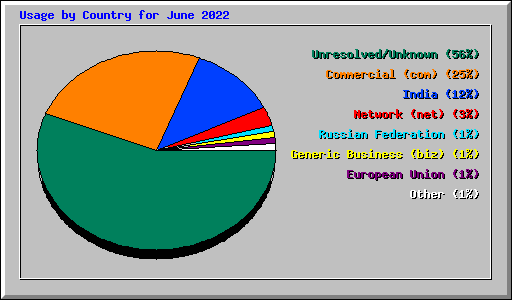 Usage by Country for June 2022
Unresolved/Unknown (56%)
Commercial (com) (25%)
India (12%)
Network (net) (3%)
Russian Federation (1%)
Generic Business (biz) (1%)
European Union (1%)
Other (1%)